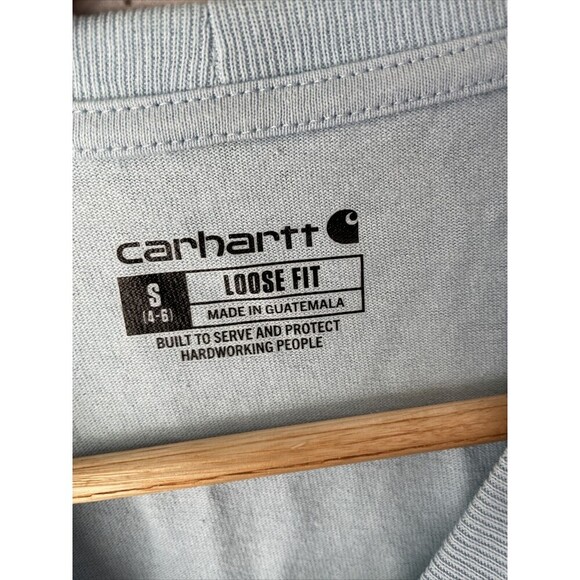 carhartt
S
(4-6)
LOOSE FIT
MADE IN GUATEMALA
BUILT TO SERVE AND PROTECT
HARDWORKING PEOPLE